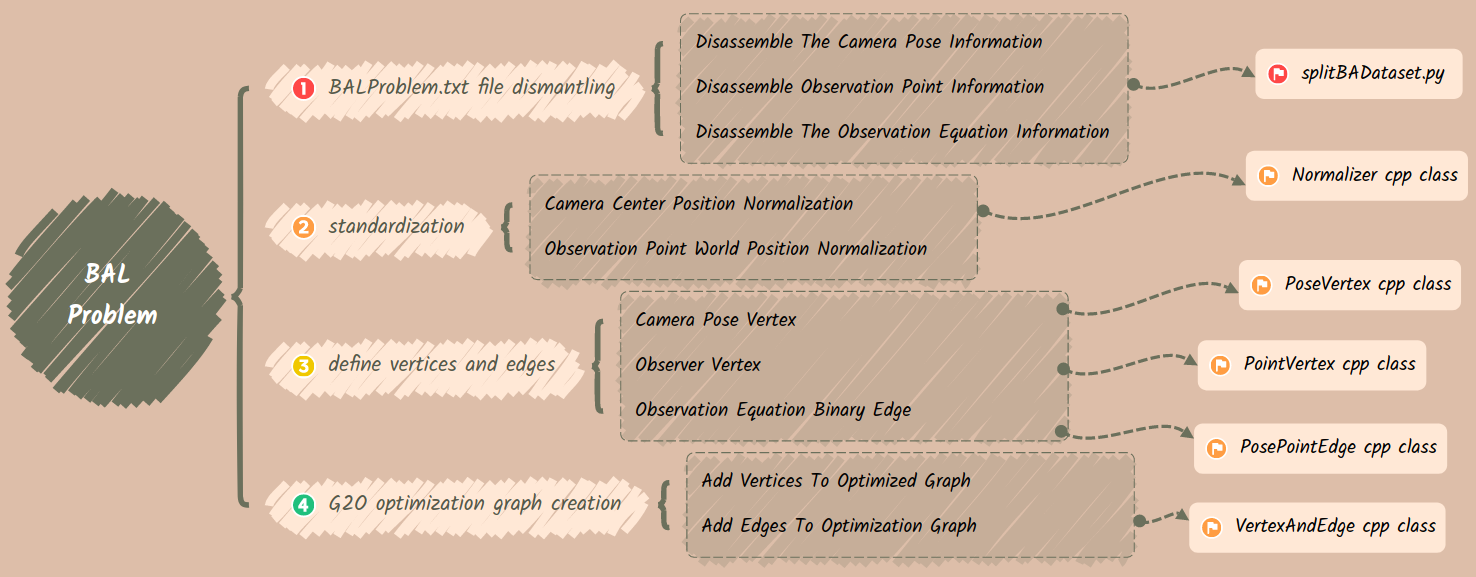 BAL
Problem
1 BALProblem.txt file dismantling
Disassemble The Camera Pose Information
Disassemble Observation Point Information
Disassemble The Observation Equation Information
splitBADataset.py
2 standardization
Camera Center Position Normalization
Observation Point World Position Normalization
Normalizer cpp class
3 define vertices and edges
Camera Pose Vertex
Observer Vertex
Observation Equation Binary Edge
PoseVertex cpp class
PointVertex cpp class
PosePointEdge cpp class
4 G2O optimization graph creation
Add Vertices To Optimized Graph
Add Edges To Optimization Graph
VertexAndEdge cpp class